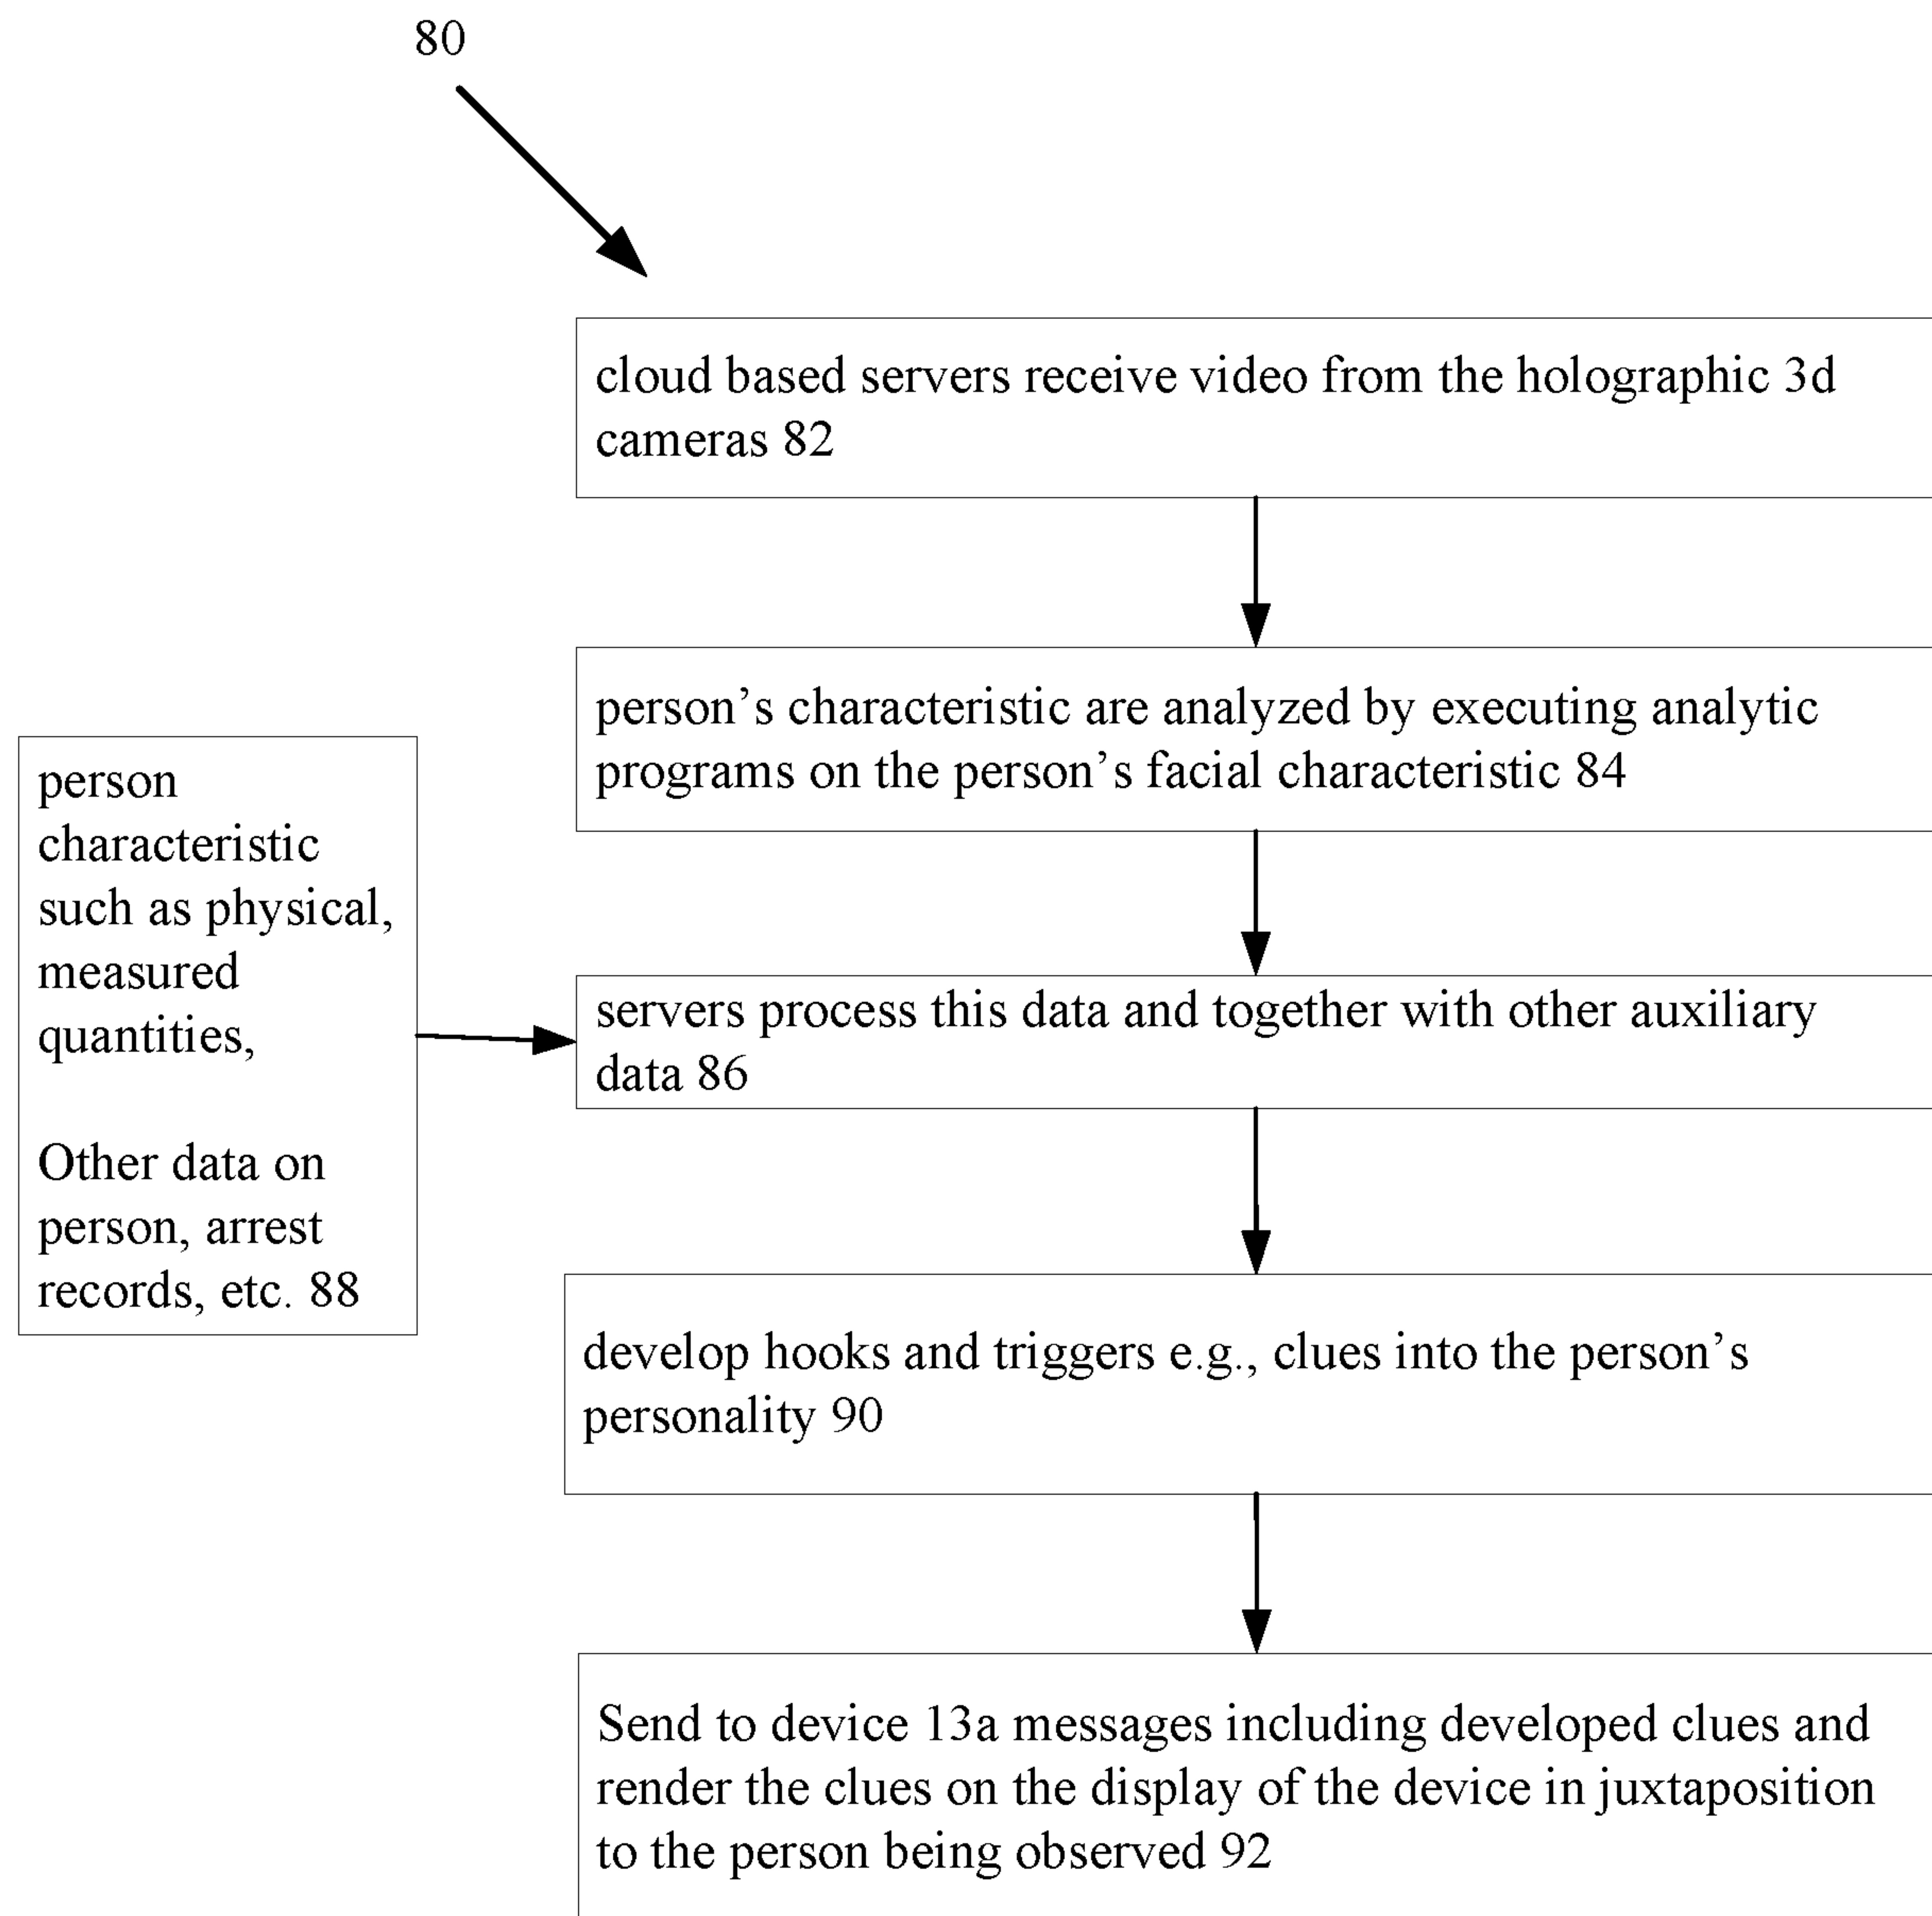 80
cloud based servers receive video from the holographic 3d
cameras 82
person’s characteristic are analyzed by executing analytic
programs on the person’s facial characteristic 84
person
characteristic
such as physical,
measured
quantities,
Other data on
person, arrest
records, etc. 88
servers process this data and together with other auxiliary
data 86
develop hooks and triggers e.g., clues into the person’s
personality 90
Send to device 13a messages including developed clues and
render the clues on the display of the device in juxtaposition
to the person being observed 92